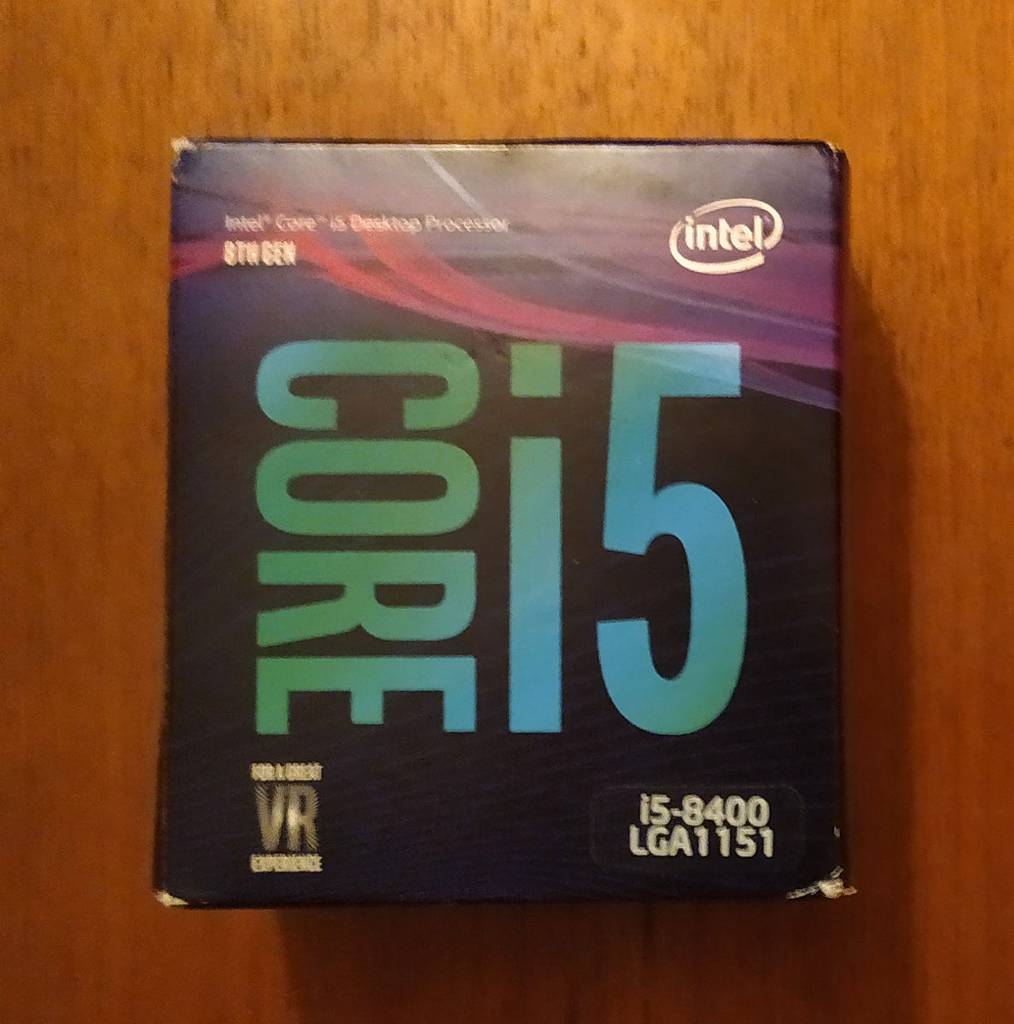 Intel® Core™ i5 Desktop Processor
8TH GEN
intel®
CORE i5
FOR A GREAT
VR
EXPERIENCE
i5-8400
LGA1151